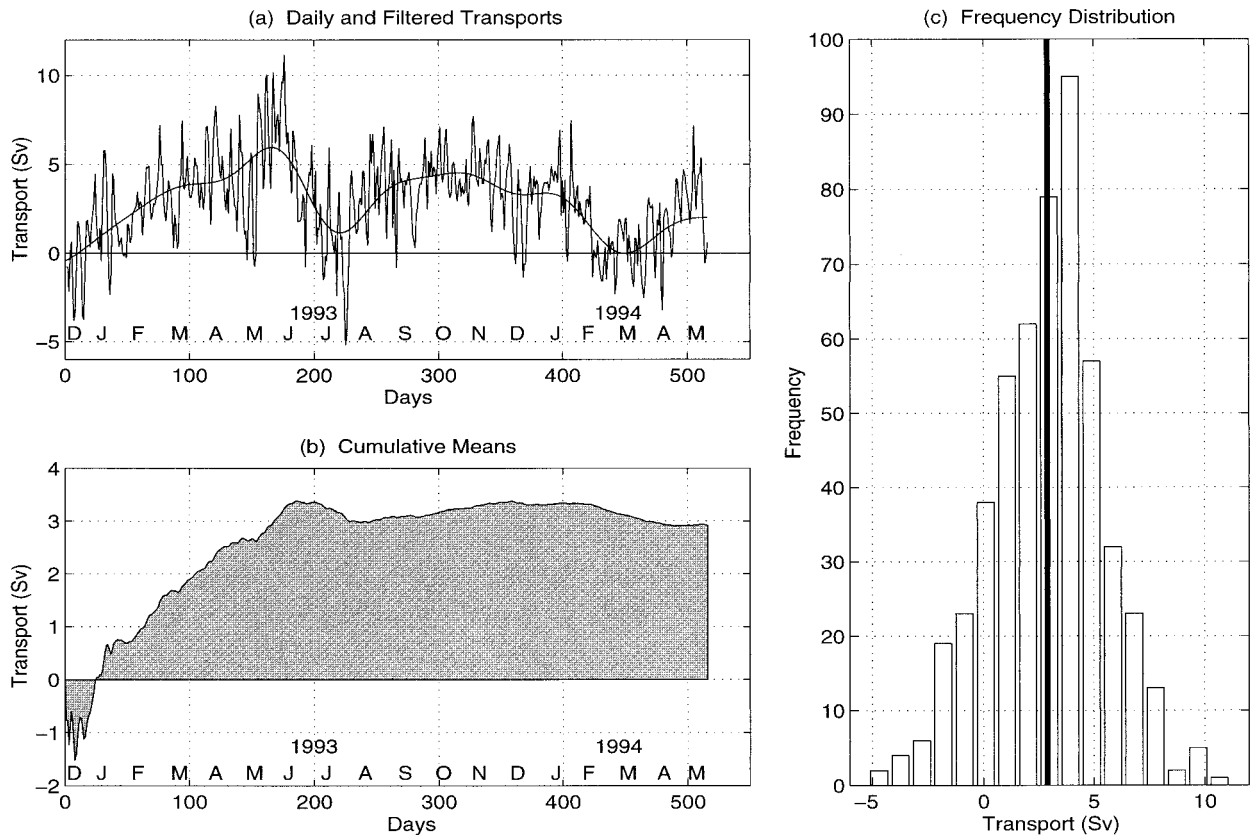 (a) Daily and Filtered Transports
Transport (Sv)
10
5
0
−5
1993
1994
D J F M A M J J A S O N D J F M A M
0 100 200 300 400 500
Days
(b) Cumulative Means
Transport (Sv)
4
3
2
1
0
−1
−2
1993
1994
D J F M A M J J A S O N D J F M A M
0 100 200 300 400 500
Days
(c) Frequency Distribution
Frequency
100
90
80
70
60
50
40
30
20
10
0
−5 0 5 10
Transport (Sv)